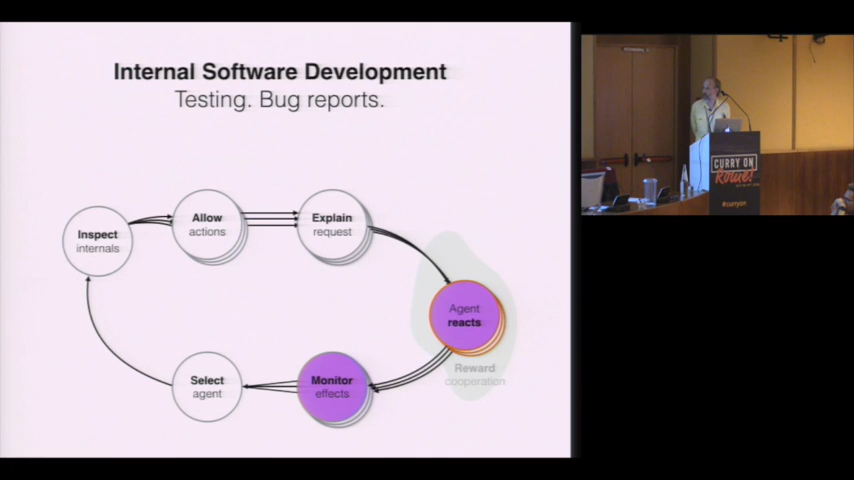 Internal Software Development
Testing. Bug reports.
Inspect
internals
Allow
actions
Explain
request
Agent
reacts
Reward
cooperation
Monitor
effects
Select
agent
CURRY ON
Rome!
#curryon